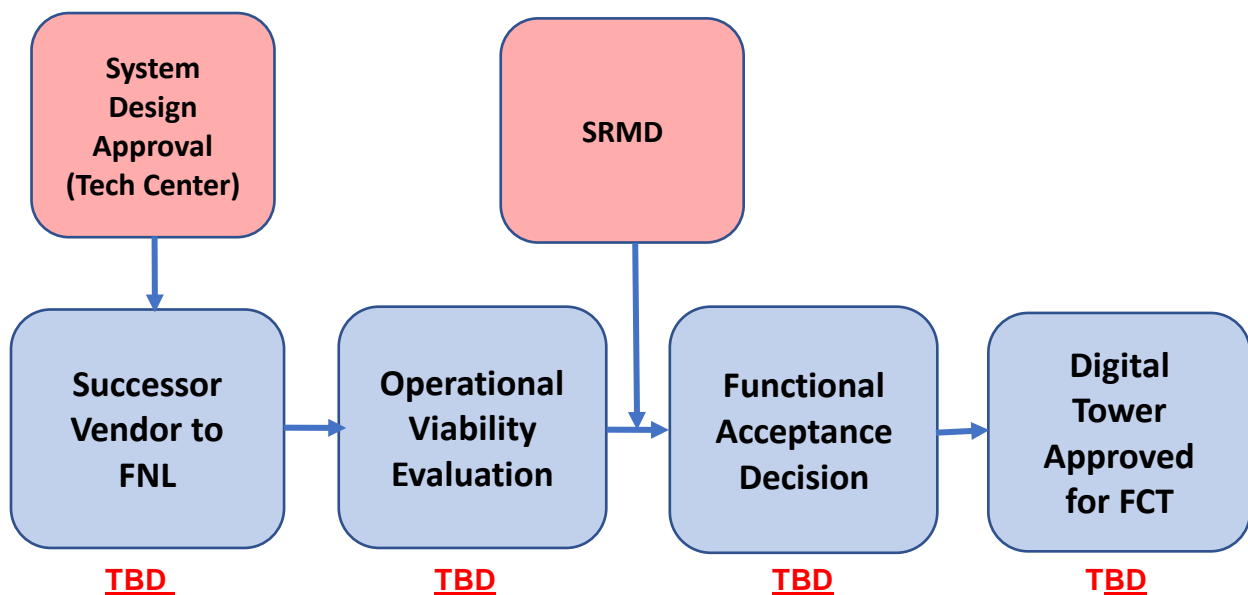 System
Design
Approval
(Tech Center)
SRMD
Successor
Vendor to
FNL
Operational
Viability
Evaluation
Functional
Acceptance
Decision
Digital
Tower
Approved
for FCT
TBD
TBD
TBD
TBD